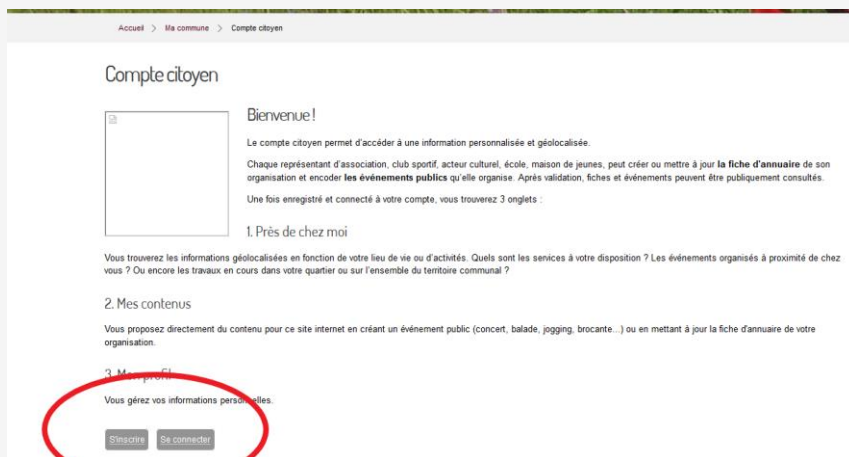 Accueil > Ma commune > Compte citoyen
Compte citoyen
Bienvenue !
Le compte citoyen permet d'accéder à une information personnalisée et géolocalisée.
Chaque représentant d'association, club sportif, acteur culturel, école, maison de jeunes, peut créer ou mettre à jour la fiche d'annuaire de son
organisation et encoder les événements publics qu'elle organise. Après validation, fiches et événements peuvent être publiquement consultés.
Une fois enregistré et connecté à votre compte, vous trouverez 3 onglets :
1. Près de chez moi
Vous trouverez les informations géolocalisées en fonction de votre lieu de vie ou d'activités. Quels sont les services à votre disposition ? Les événements organisés à proximité de chez
vous ? Ou encore les travaux en cours dans votre quartier ou sur l'ensemble du territoire communal ?
2. Mes contenus
Vous proposez directement du contenu pour ce site internet en créant un événement public (concert, balade, jogging, brocante...) ou en mettant à jour la fiche d'annuaire de votre
organisation.
3. Mon profil
Vous gérez vos informations personnelles.
S'inscrire Se connecter